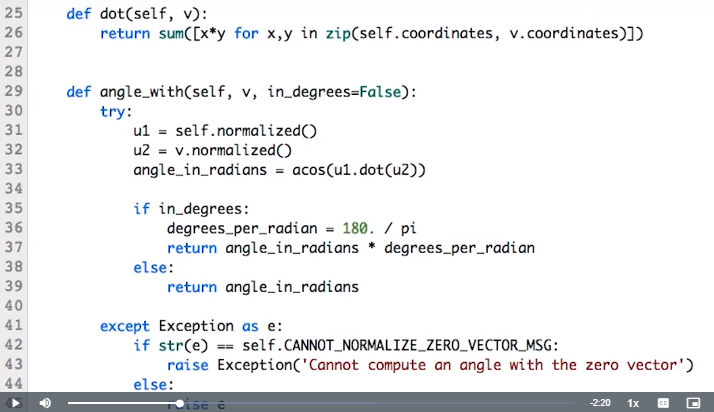 25 def dot(self, v):
26 return sum([x*y for x,y in zip(self.coordinates, v.coordinates)])
27
28
29 def angle_with(self, v, in_degrees=False):
30 try:
31 u1 = self.normalized()
32 u2 = v.normalized()
33 angle_in_radians = acos(u1.dot(u2))
34
35 if in_degrees:
36 degrees_per_radian = 180. / pi
37 return angle_in_radians * degrees_per_radian
38 else:
39 return angle_in_radians
40
41 except Exception as e:
42 if str(e) == self.CANNOT_NORMALIZE_ZERO_VECTOR_MSG:
43 raise Exception('Cannot compute an angle with the zero vector')
44 else:
45 raise e
-2:20 1x